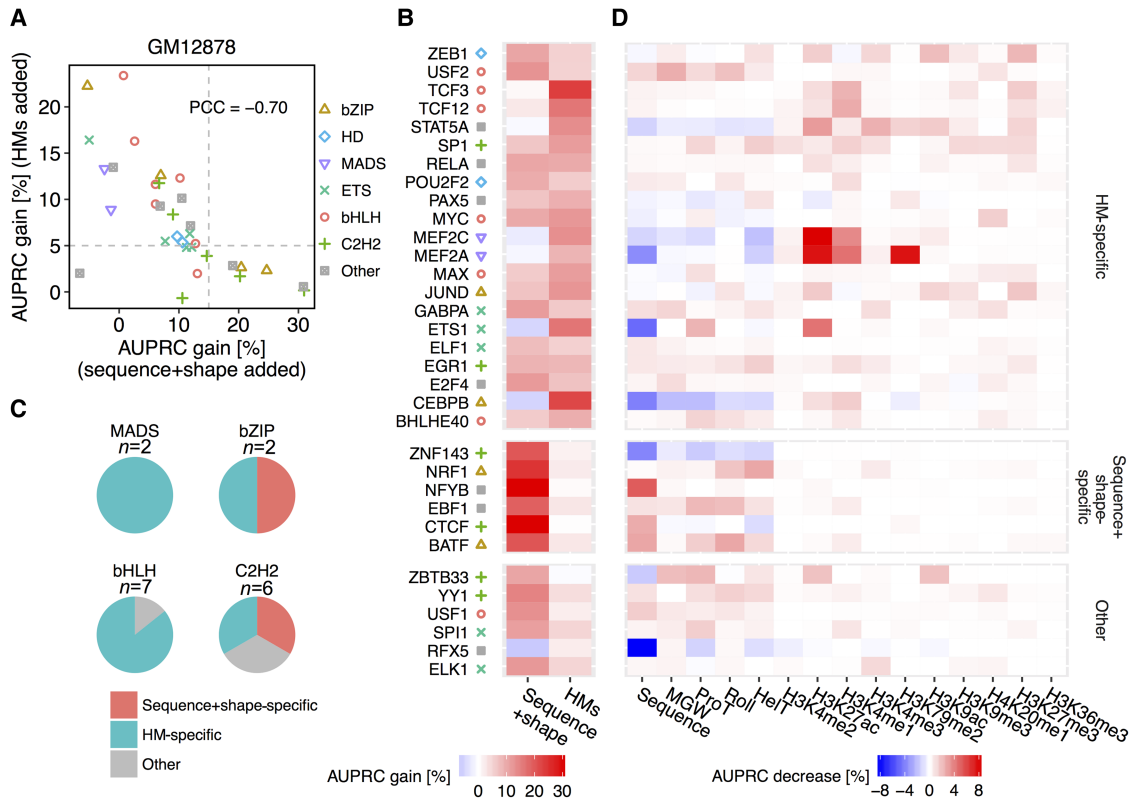 A
GM12878
AUPRC gain [%] (HMs added)
20
15
10
5
0
PCC = −0.70
0
10
20
30
AUPRC gain [%]
(sequence+shape added)
bZIP
HD
MADS
ETS
bHLH
C2H2
Other
B
ZEB1
USF2
TCF3
TCF12
STAT5A
SP1
RELA
POU2F2
PAX5
MYC
MEF2C
MEF2A
MAX
JUND
GABPA
ETS1
ELF1
EGR1
E2F4
CEBPB
BHLHE40
ZNF143
NRF1
NFYB
EBF1
CTCF
BATF
ZBTB33
YY1
USF1
SPI1
RFX5
ELK1
Sequence
+shape
HMs
AUPRC gain [%]
0 10 20 30
C
MADS
n=2
bZIP
n=2
bHLH
n=7
C2H2
n=6
Sequence+shape-specific
HM-specific
Other
D
HM-specific
Sequence+
shape-
specific
Other
Sequence
MGW
ProT
Roll
HelT
H3K4me2
H3K27ac
H3K4me1
H3K4me3
H3K79me2
H3K9ac
H3K9me3
H4K20me1
H3K27me3
H3K36me3
AUPRC decrease [%]
−8 −4 0 4 8